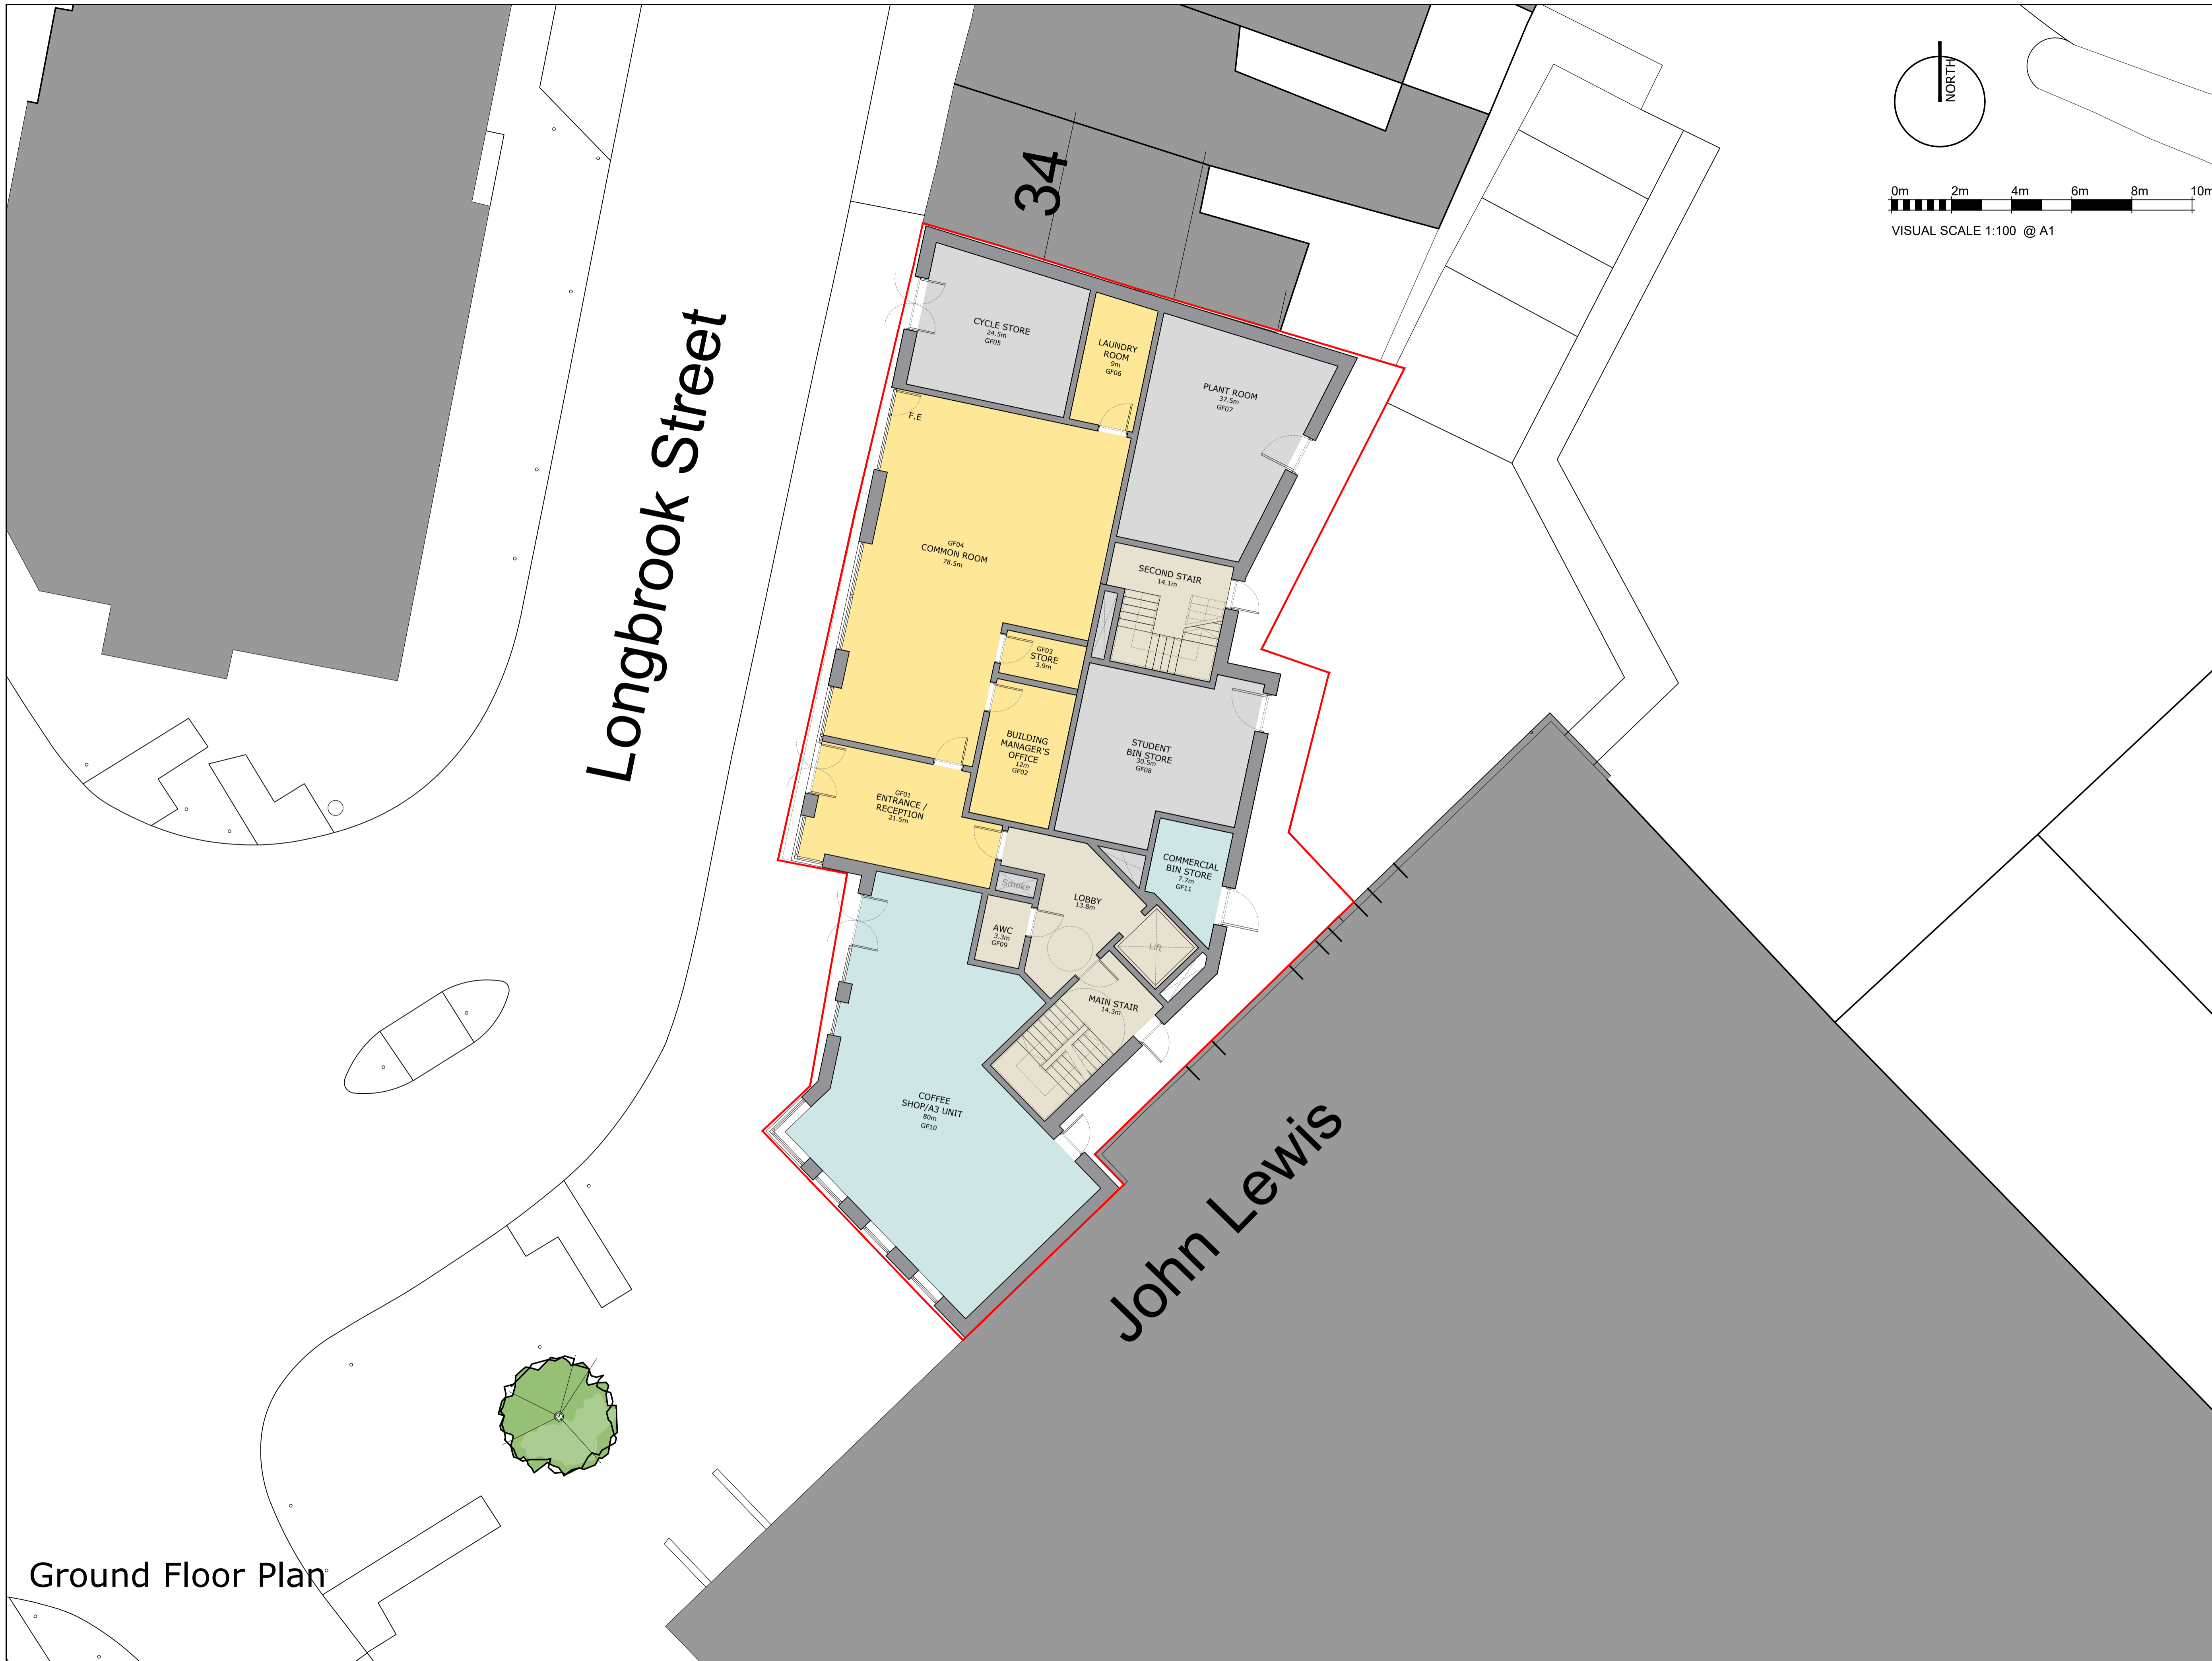 34
NORTH
0m 2m 4m 6m 8m 10m
VISUAL SCALE 1:100 @ A1
Longbrook Street
CYCLE STORE
24.5m
GF05
LAUNDRY
ROOM
9m
GF06
PLANT ROOM
37.5m
GF07
F.E
GF04
COMMON ROOM
78.5m
SECOND STAIR
14.1m
GF03
STORE
3.9m
BUILDING
MANAGER'S
OFFICE
12m
GF02
STUDENT
BIN STORE
30.5m
GF08
GF01
ENTRANCE /
RECEPTION
21.5m
COMMERCIAL
BIN STORE
7.7m
GF11
Smoke
LOBBY
13.8m
AWC
3.3m
GF09
Lift
MAIN STAIR
14.3m
COFFEE
SHOP/A3 UNIT
80m
GF10
John Lewis
Ground Floor Plan